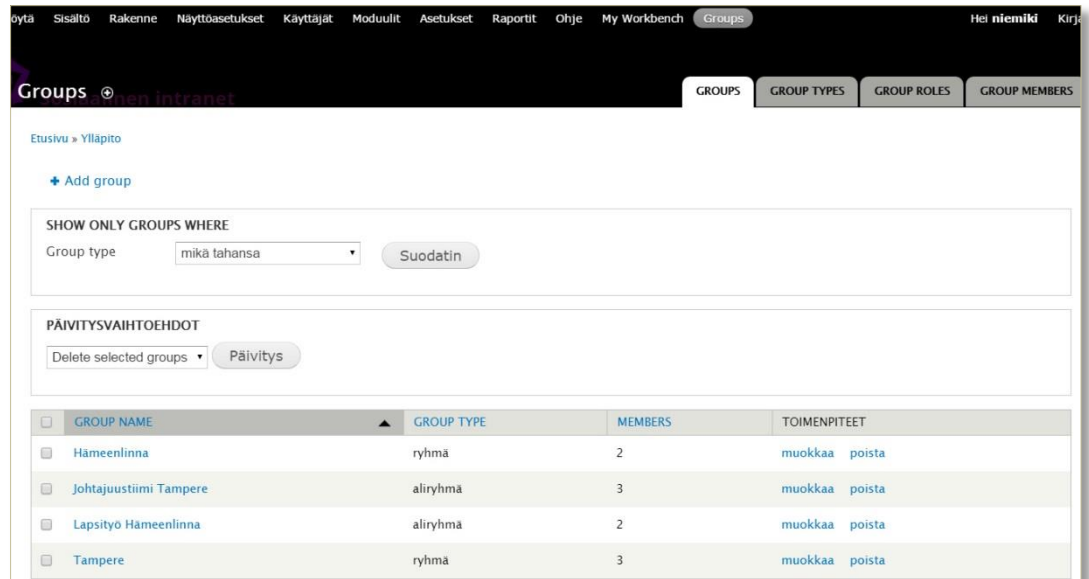 öytä Sisältö Rakenne Näyttöasetukset Käyttäjät Moduulit Asetukset Raportit Ohje My Workbench Groups Hei niemiki Kirja
Groups
intranet
GROUPS GROUP TYPES GROUP ROLES GROUP MEMBERS
Etusivu » Ylläpito
+ Add group
SHOW ONLY GROUPS WHERE
Group type mikä tahansa Suodatin
PÄIVITYSVAIHTOEHDOT
Delete selected groups Päivitys
GROUP NAME GROUP TYPE MEMBERS TOIMENPITEET
Hämeenlinna ryhmä 2 muokkaa poista
Johtajuustiimi Tampere aliryhmä 3 muokkaa poista
Lapsityö Hämeenlinna aliryhmä 2 muokkaa poista
Tampere ryhmä 3 muokkaa poista